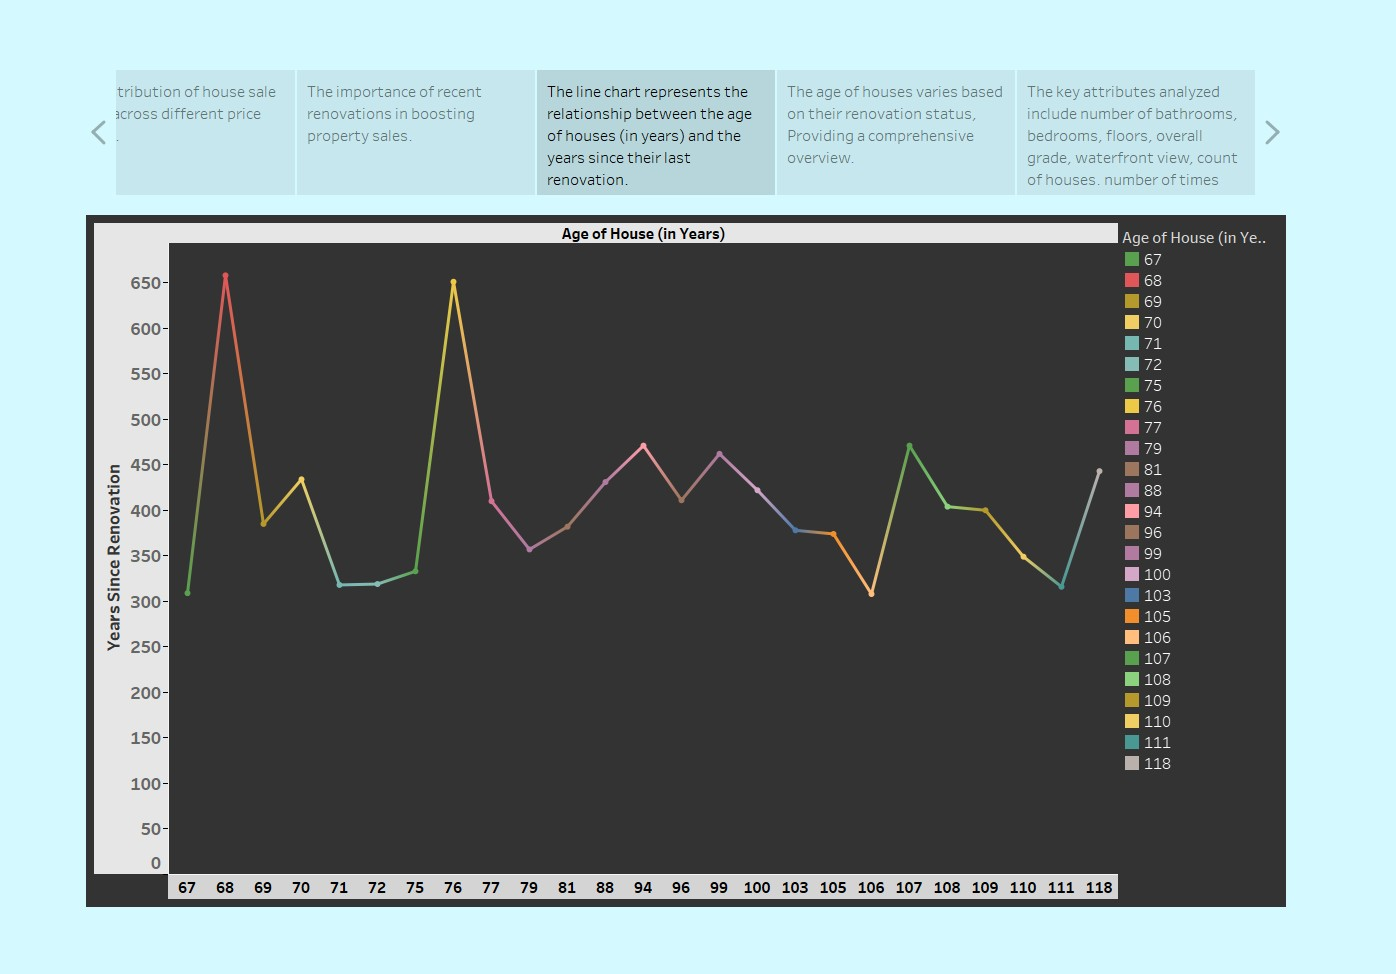 tribution of house sale
across different price
.
The importance of recent
renovations in boosting
property sales.
The line chart represents the
relationship between the age
of houses (in years) and the
years since their last
renovation.
The age of houses varies based
on their renovation status,
Providing a comprehensive
overview.
The key attributes analyzed
include number of bathrooms,
bedrooms, floors, overall
grade, waterfront view, count
of houses. number of times
Age of House (in Years)
Years Since Renovation
650
600
550
500
450
400
350
300
250
200
150
100
50
0
67 68 69 70 71 72 75 76 77 79 81 88 94 96 99 100 103 105 106 107 108 109 110 111 118
Age of House (in Ye..
67
68
69
70
71
72
75
76
77
79
81
88
94
96
99
100
103
105
106
107
108
109
110
111
118